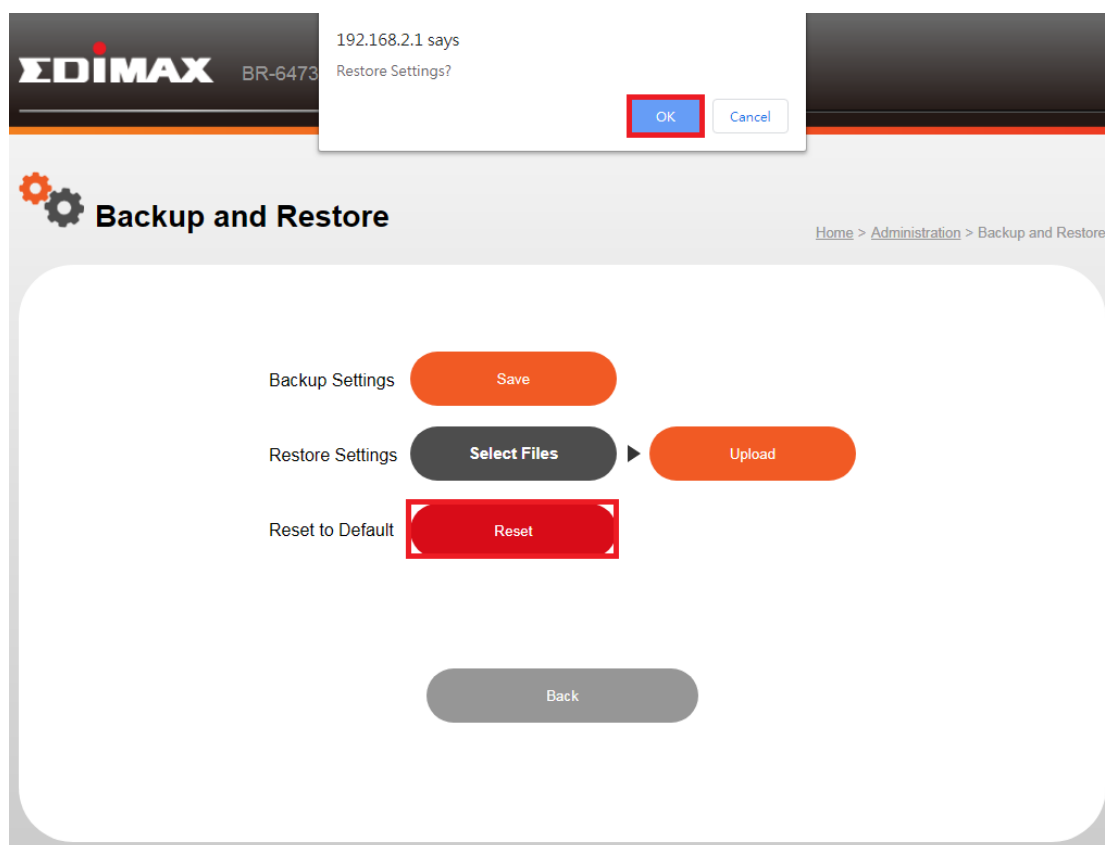 192.168.2.1 says
Restore Settings?
OK Cancel
EDIMAX BR-6473
Backup and Restore
Home > Administration > Backup and Restore
Backup Settings Save
Restore Settings Select Files Upload
Reset to Default Reset
Back